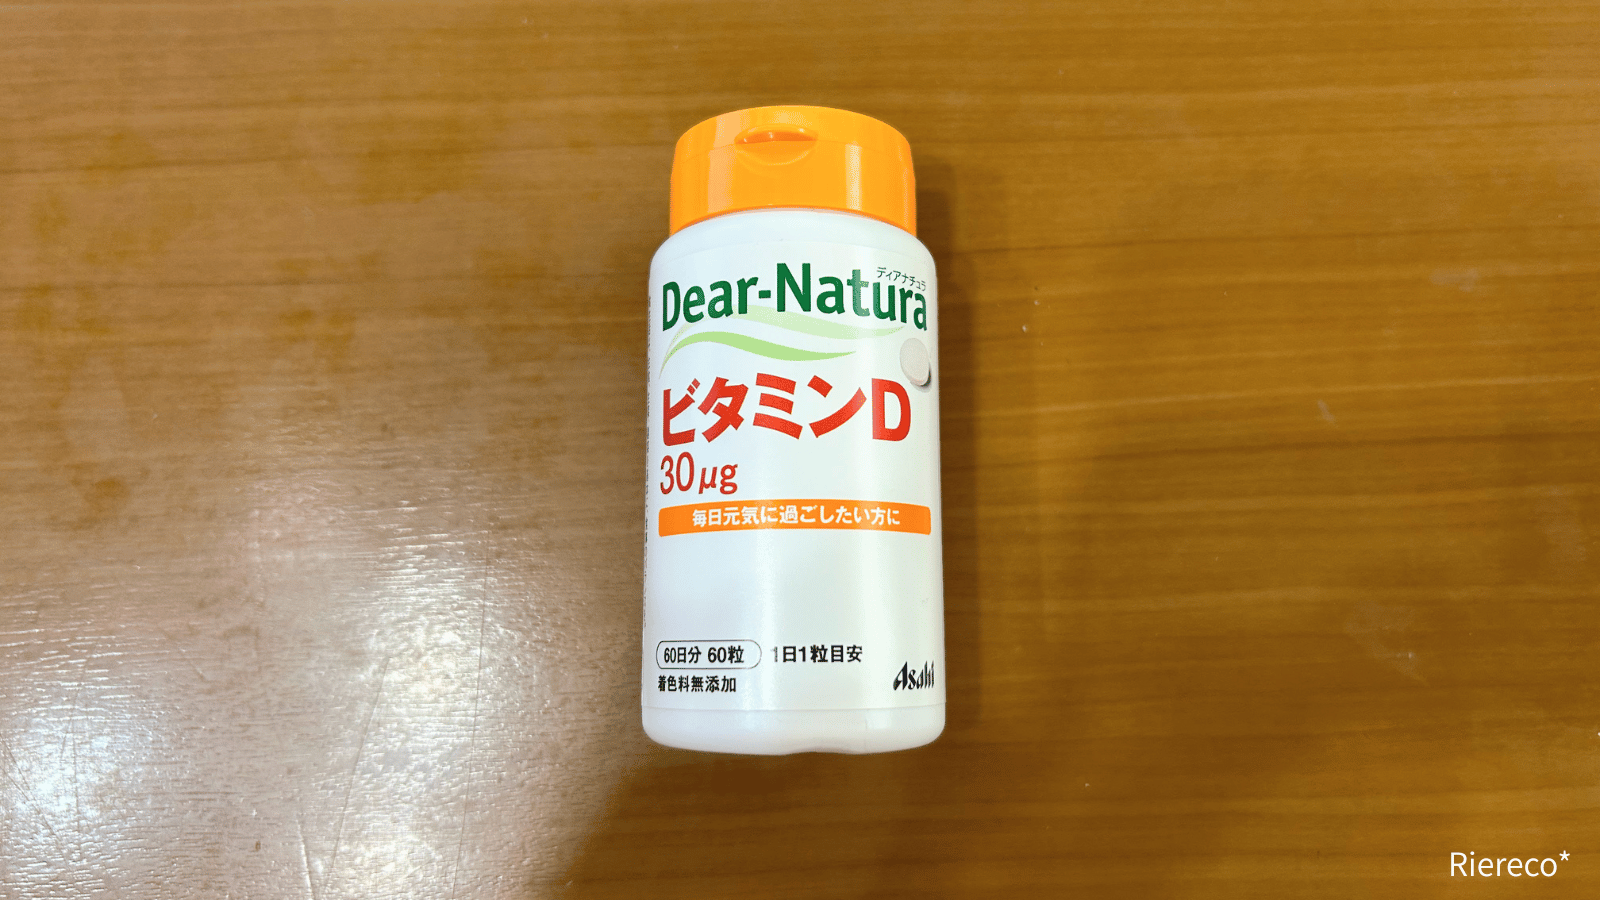 ディアナチュラ
Dear-Natura
ビタミンD
30μg
毎日元気に過ごしたい方に
60日分 60粒 1日1粒目安
着色料無添加
Asahi
Riereco*